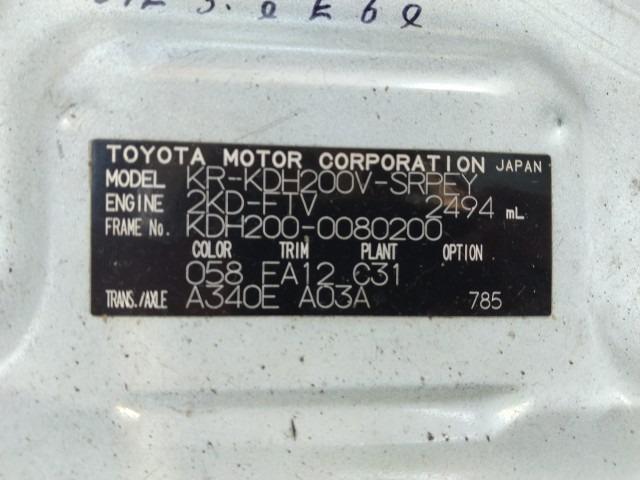 TOYOTA MOTOR CORPORATION JAPAN
MODEL KR-KDH200V-SRPEY
ENGINE 2KD-FTV 2494 mL
FRAME No. KDH200-0080200
COLOR TRIM PLANT OPTION
058 FA12 C31
TRANS./AXLE A340E A03A 785